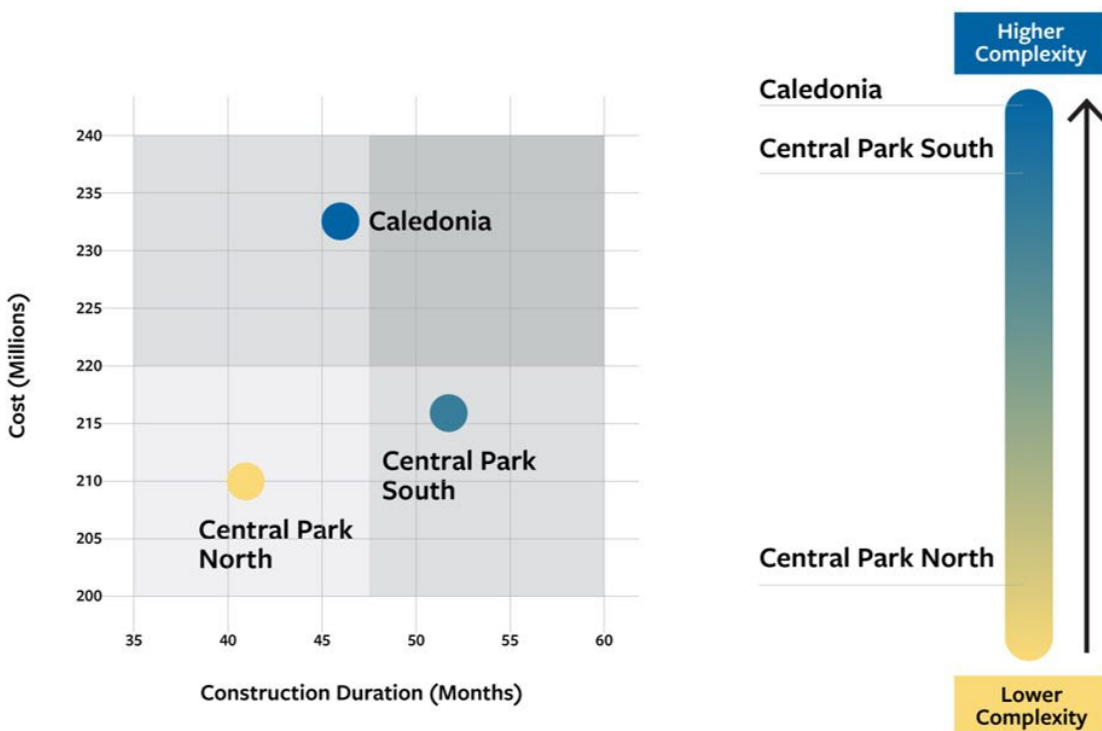 240
235
230
225
220
215
210
205
200
Cost (Millions)
Caledonia
Central Park
South
Central Park
North
35
40
45
50
55
60
Construction Duration (Months)
Higher
Complexity
Caledonia
Central Park South
Central Park North
Lower
Complexity